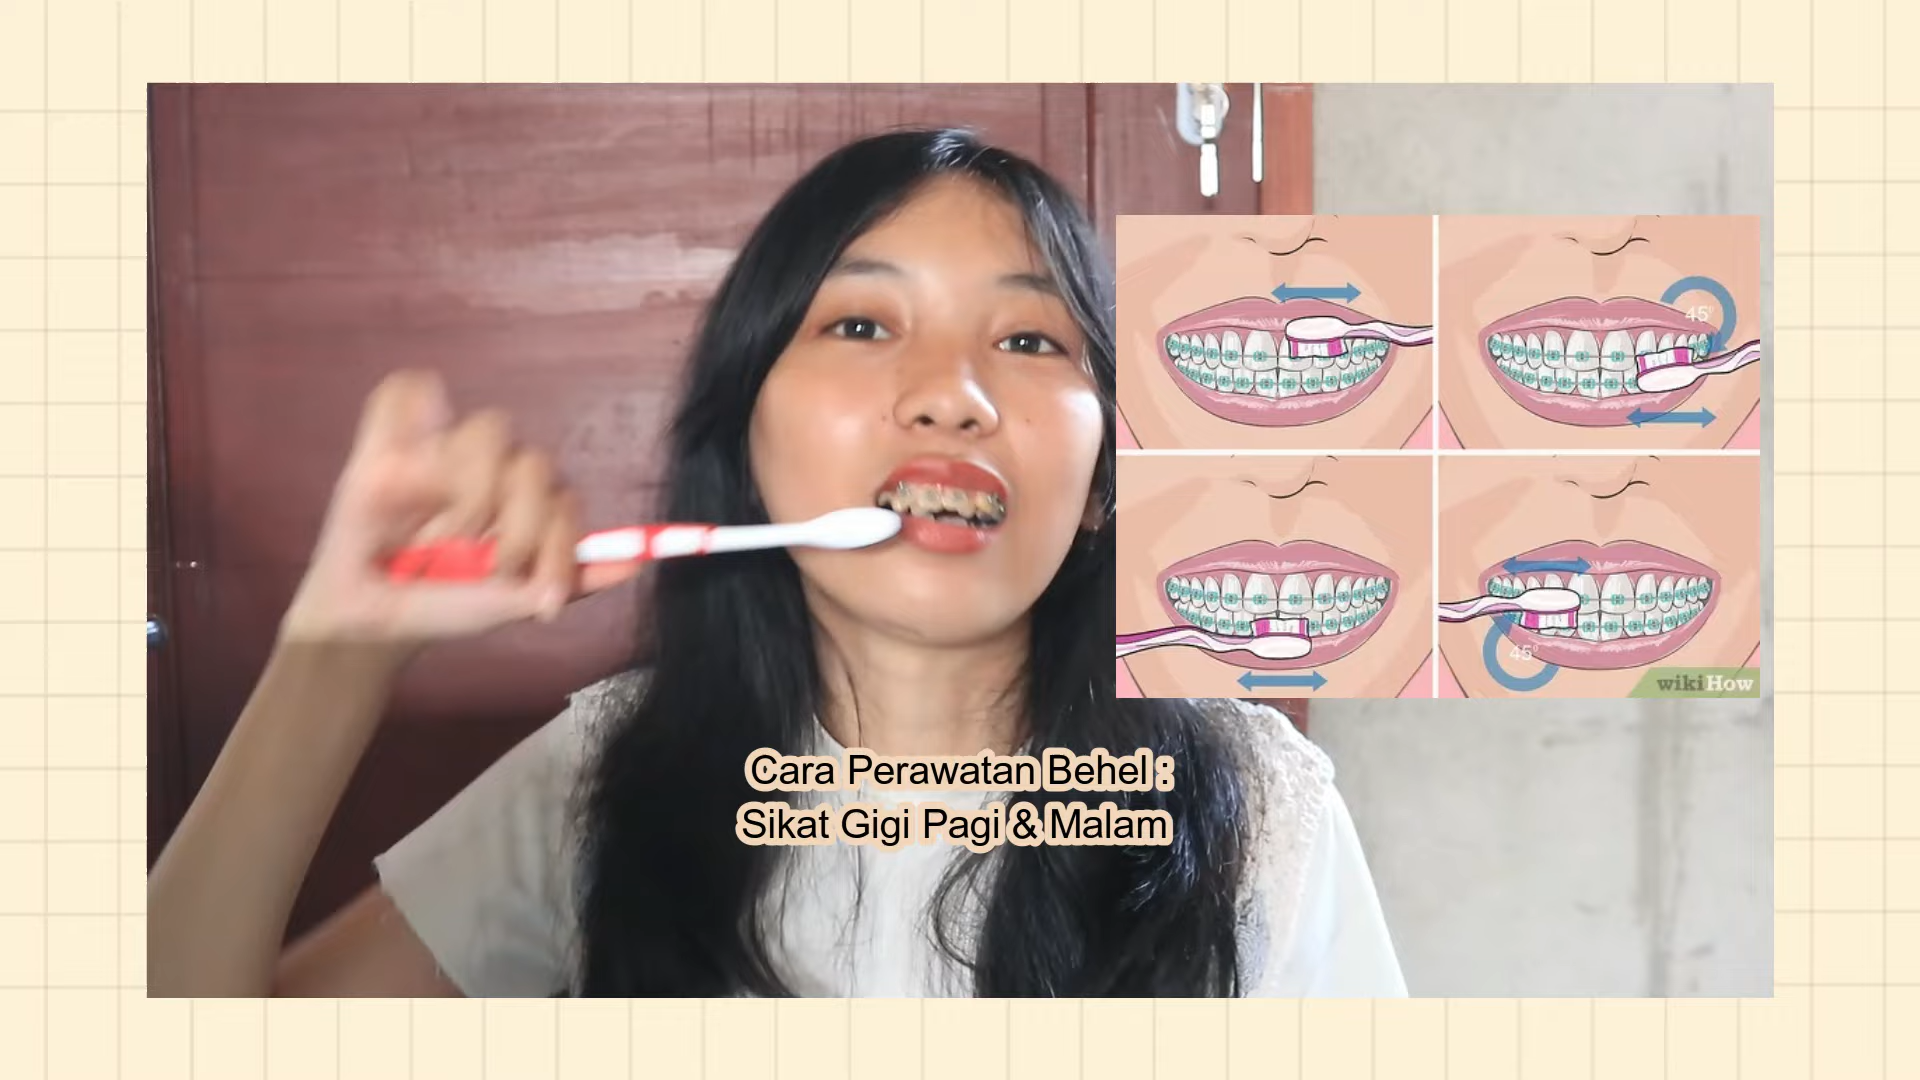 45°
45°
wikiHow
Cara Perawatan Behel :
Sikat Gigi Pagi & Malam